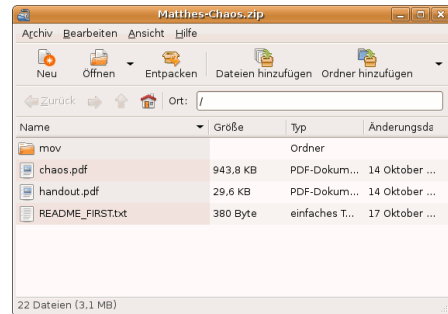 Matthes-Chaos.zip
Archiv Bearbeiten Ansicht Hilfe
Neu Öffnen Entpacken Dateien hinzufügen Ordner hinzufügen
Zurück Ort: /
Name Größe Typ Änderungsda
mov Ordner
chaos.pdf 943,8 KB PDF-Dokum... 14 Oktober ...
handout.pdf 29,6 KB PDF-Dokum... 14 Oktober ...
README_FIRST.txt 380 Byte einfaches T... 17 Oktober ...
22 Dateien (3,1 MB)